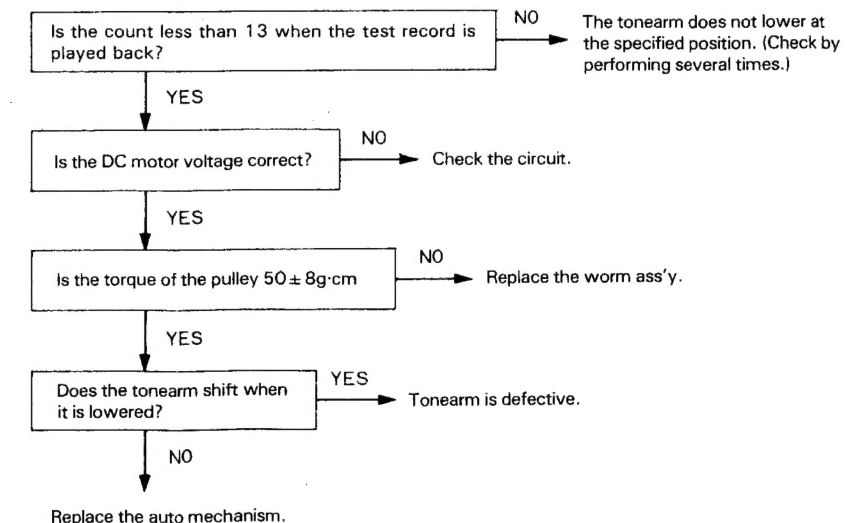 Is the count less than 13 when the test record is
played back?
NO
The tonearm does not lower at
the specified position. (Check by
performing several times.)
YES
Is the DC motor voltage correct?
NO
Check the circuit.
YES
Is the torque of the pulley 50 ± 8g·cm
NO
Replace the worm ass'y.
YES
Does the tonearm shift when
it is lowered?
YES
Tonearm is defective.
NO
Replace the auto mechanism.